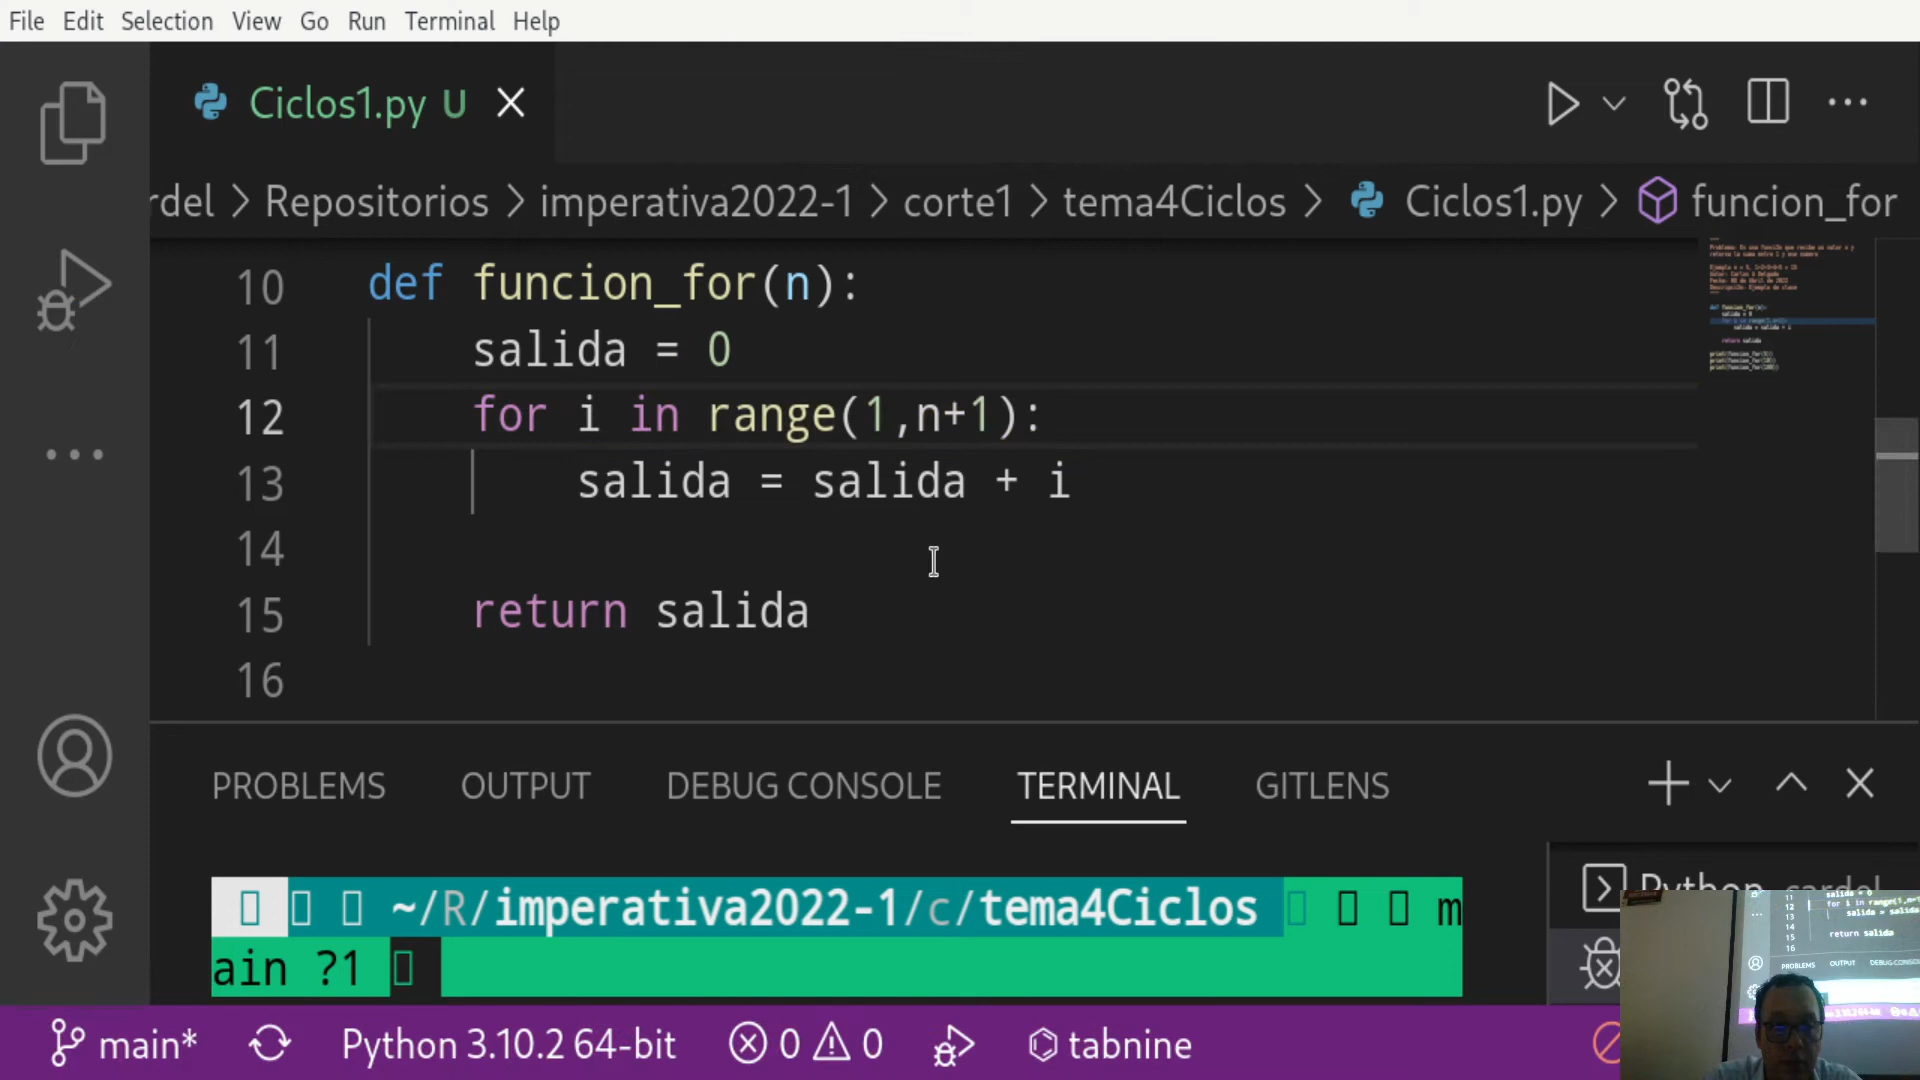 File Edit Selection View Go Run Terminal Help
Ciclos1.py U
rdel > Repositorios > imperativa2022-1 > corte1 > tema4Ciclos > Ciclos1.py > funcion_for
10 def funcion_for(n):
11 salida = 0
12 for i in range(1,n+1):
13 salida = salida + i
14
15 return salida
16
PROBLEMS OUTPUT DEBUG CONSOLE TERMINAL GITLENS
~/R/imperativa2022-1/c/tema4Ciclos m
ain ?1
Python cardel
main* Python 3.10.2 64-bit 0 0 tabnine